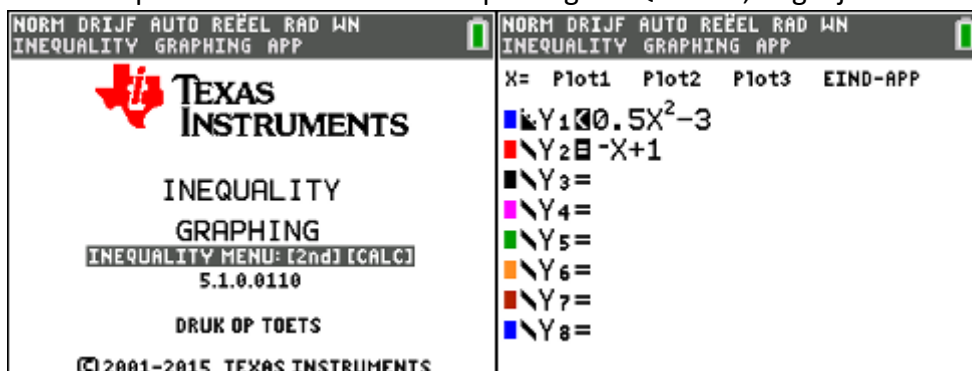 NORM DRIJF AUTO REËEL RAD WN
INEQUALITY GRAPHING APP
TEXAS
INSTRUMENTS
INEQUALITY
GRAPHING
INEQUALITY MENU: [2nd] [CALC]
5.1.0.0110
DRUK OP TOETS
© 2001-2015 TEXAS INSTRUMENTS
NORM DRIJF AUTO REËEL RAD WN
INEQUALITY GRAPHING APP
X= Plot1 Plot2 Plot3 EIND-APP
Y1<0.5X²-3
Y2=-X+1
Y3=
Y4=
Y5=
Y6=
Y7=
Y8=